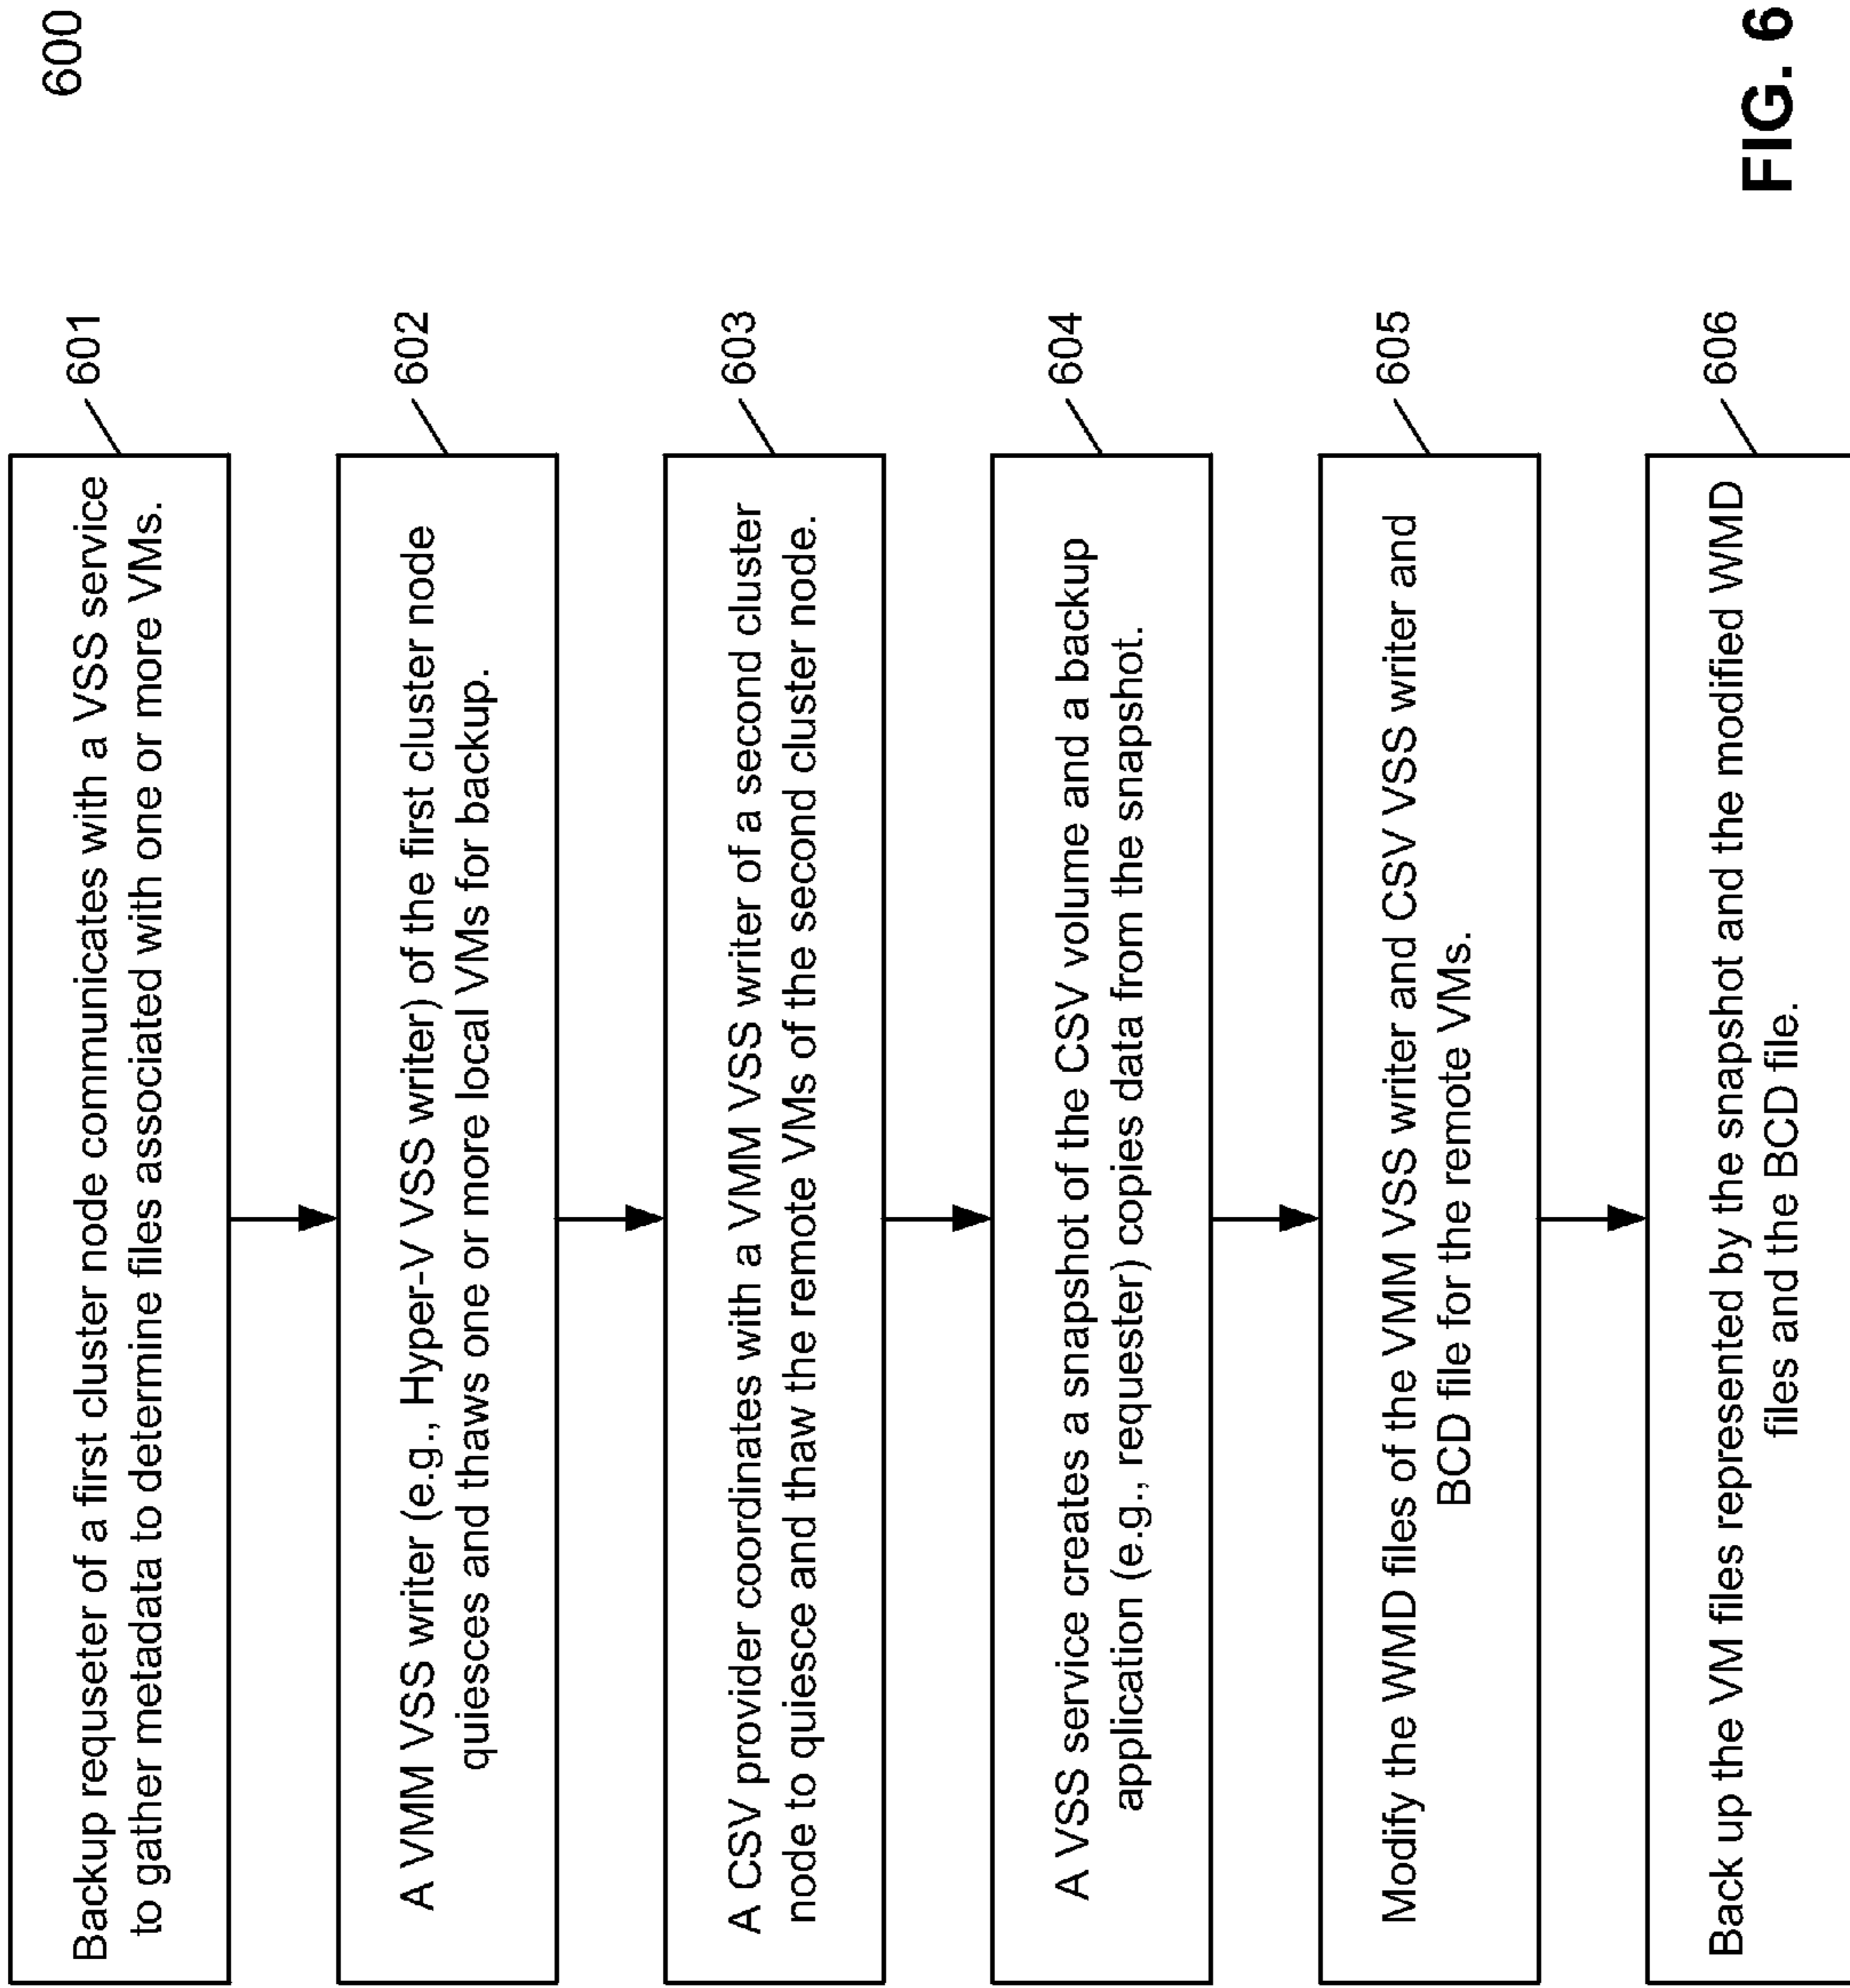 600
Backup requseter of a first cluster node communicates with a VSS service
to gather metadata to determine files associated with one or more VMs.
601
A VMM VSS writer (e.g., Hyper-V VSS writer) of the first cluster node
quiesces and thaws one or more local VMs for backup.
602
A CSV provider coordinates with a VMM VSS writer of a second cluster
node to quiesce and thaw the remote VMs of the second cluster node.
603
A VSS service creates a snapshot of the CSV volume and a backup
application (e.g., requester) copies data from the snapshot.
604
Modify the WMD files of the VMM VSS writer and CSV VSS writer and
BCD file for the remote VMs.
605
Back up the VM files represented by the snapshot and the modified WMD
files and the BCD file.
606
FIG. 6